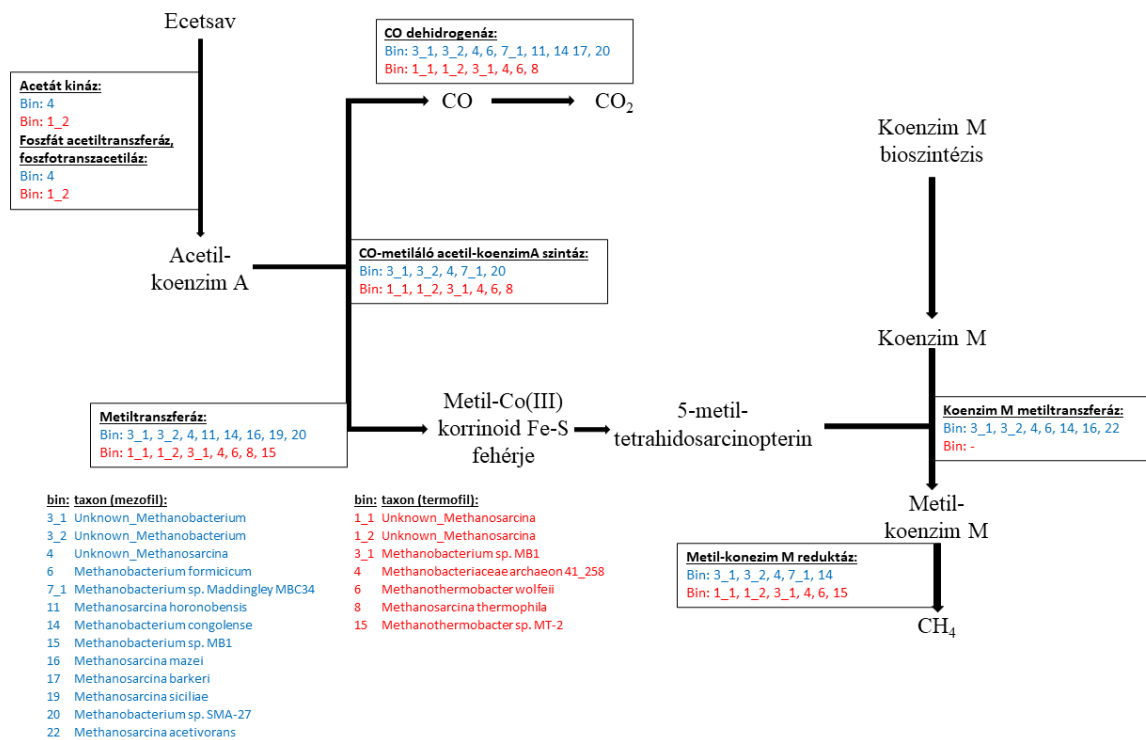 Ecetsav
CO dehidrogenáz:
Bin: 3_1, 3_2, 4, 6, 7_1, 11, 14 17, 20
Bin: 1_1, 1_2, 3_1, 4, 6, 8
Acetát kináz:
Bin: 4
Bin: 1_2
Foszfát acetiltranszferáz,
foszfotranszacetiláz:
Bin: 4
Bin: 1_2
CO
CO2
Koenzim M
bioszintézis
Acetil-
koenzim A
CO-metiláló acetil-koenzimA szintáz:
Bin: 3_1, 3_2, 4, 7_1, 20
Bin: 1_1, 1_2, 3_1, 4, 6, 8
Koenzim M
Metiltranszferáz:
Bin: 3_1, 3_2, 4, 11, 14, 16, 19, 20
Bin: 1_1, 1_2, 3_1, 4, 6, 8, 15
Metil-Co(III)
korrinoid Fe-S
fehérje
5-metil-
tetrahidosarcinopterin
Koenzim M metiltranszferáz:
Bin: 3_1, 3_2, 4, 6, 14, 16, 22
Bin: -
Metil-
koenzim M
Metil-konezim M reduktáz:
Bin: 3_1, 3_2, 4, 7_1, 14
Bin: 1_1, 1_2, 3_1, 4, 6, 15
CH4
bin: taxon (mezofil):
3_1 Unknown_Methanobacterium
3_2 Unknown_Methanobacterium
4 Unknown_Methanosarcina
6 Methanobacterium formicicum
7_1 Methanobacterium sp. Maddingley MBC34
11 Methanosarcina horonobensis
14 Methanobacterium congolense
15 Methanobacterium sp. MB1
16 Methanosarcina mazei
17 Methanosarcina barkeri
19 Methanosarcina siciliae
20 Methanobacterium sp. SMA-27
22 Methanosarcina acetivorans
bin: taxon (termofil):
1_1 Unknown_Methanosarcina
1_2 Unknown_Methanosarcina
3_1 Methanobacterium sp. MB1
4 Methanobacteriaceae archaeon 41_258
6 Methanothermobacter wolfeii
8 Methanosarcina thermophila
15 Methanothermobacter sp. MT-2